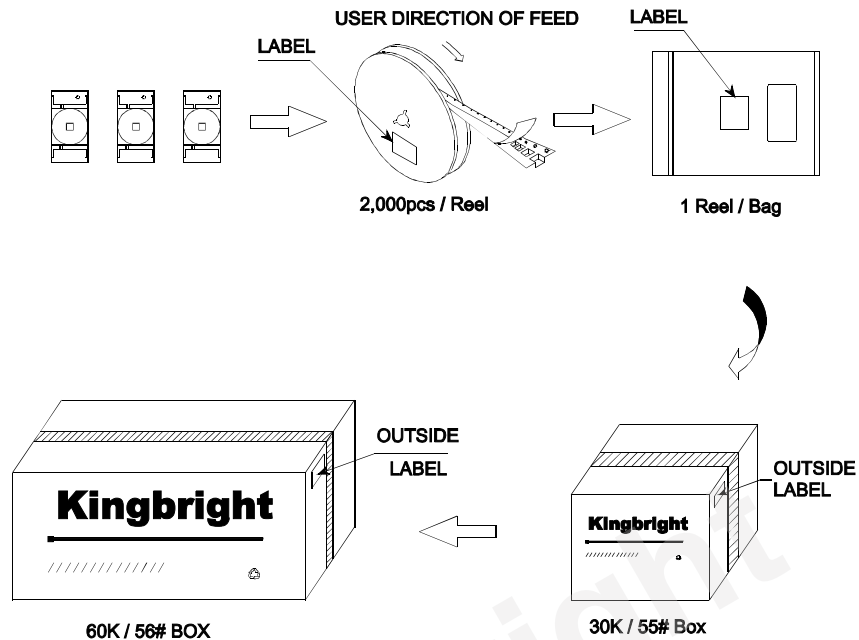 USER DIRECTION OF FEED
LABEL
LABEL
2,000pcs / Reel
1 Reel / Bag
OUTSIDE
LABEL
OUTSIDE
LABEL
Kingbright
Kingbright
60K / 56# BOX
30K / 55# Box